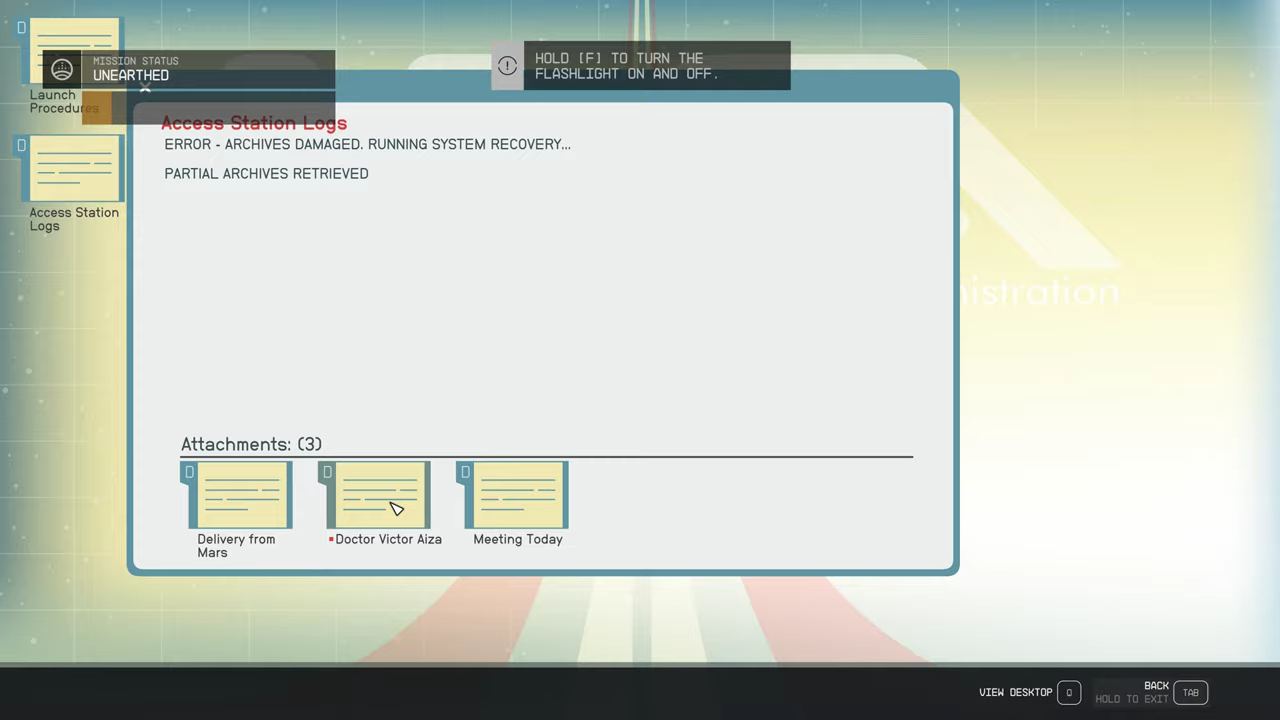 D
Launch
Procedures
MISSION STATUS
UNEARTHED
HOLD [F] TO TURN THE
FLASHLIGHT ON AND OFF.
D
Access Station
Logs
Access Station Logs
ERROR - ARCHIVES DAMAGED. RUNNING SYSTEM RECOVERY...
PARTIAL ARCHIVES RETRIEVED
nistration
Attachments: (3)
D
Delivery from
Mars
D
Doctor Victor Aiza
D
Meeting Today
VIEW DESKTOP Q
BACK
HOLD TO EXIT TAB